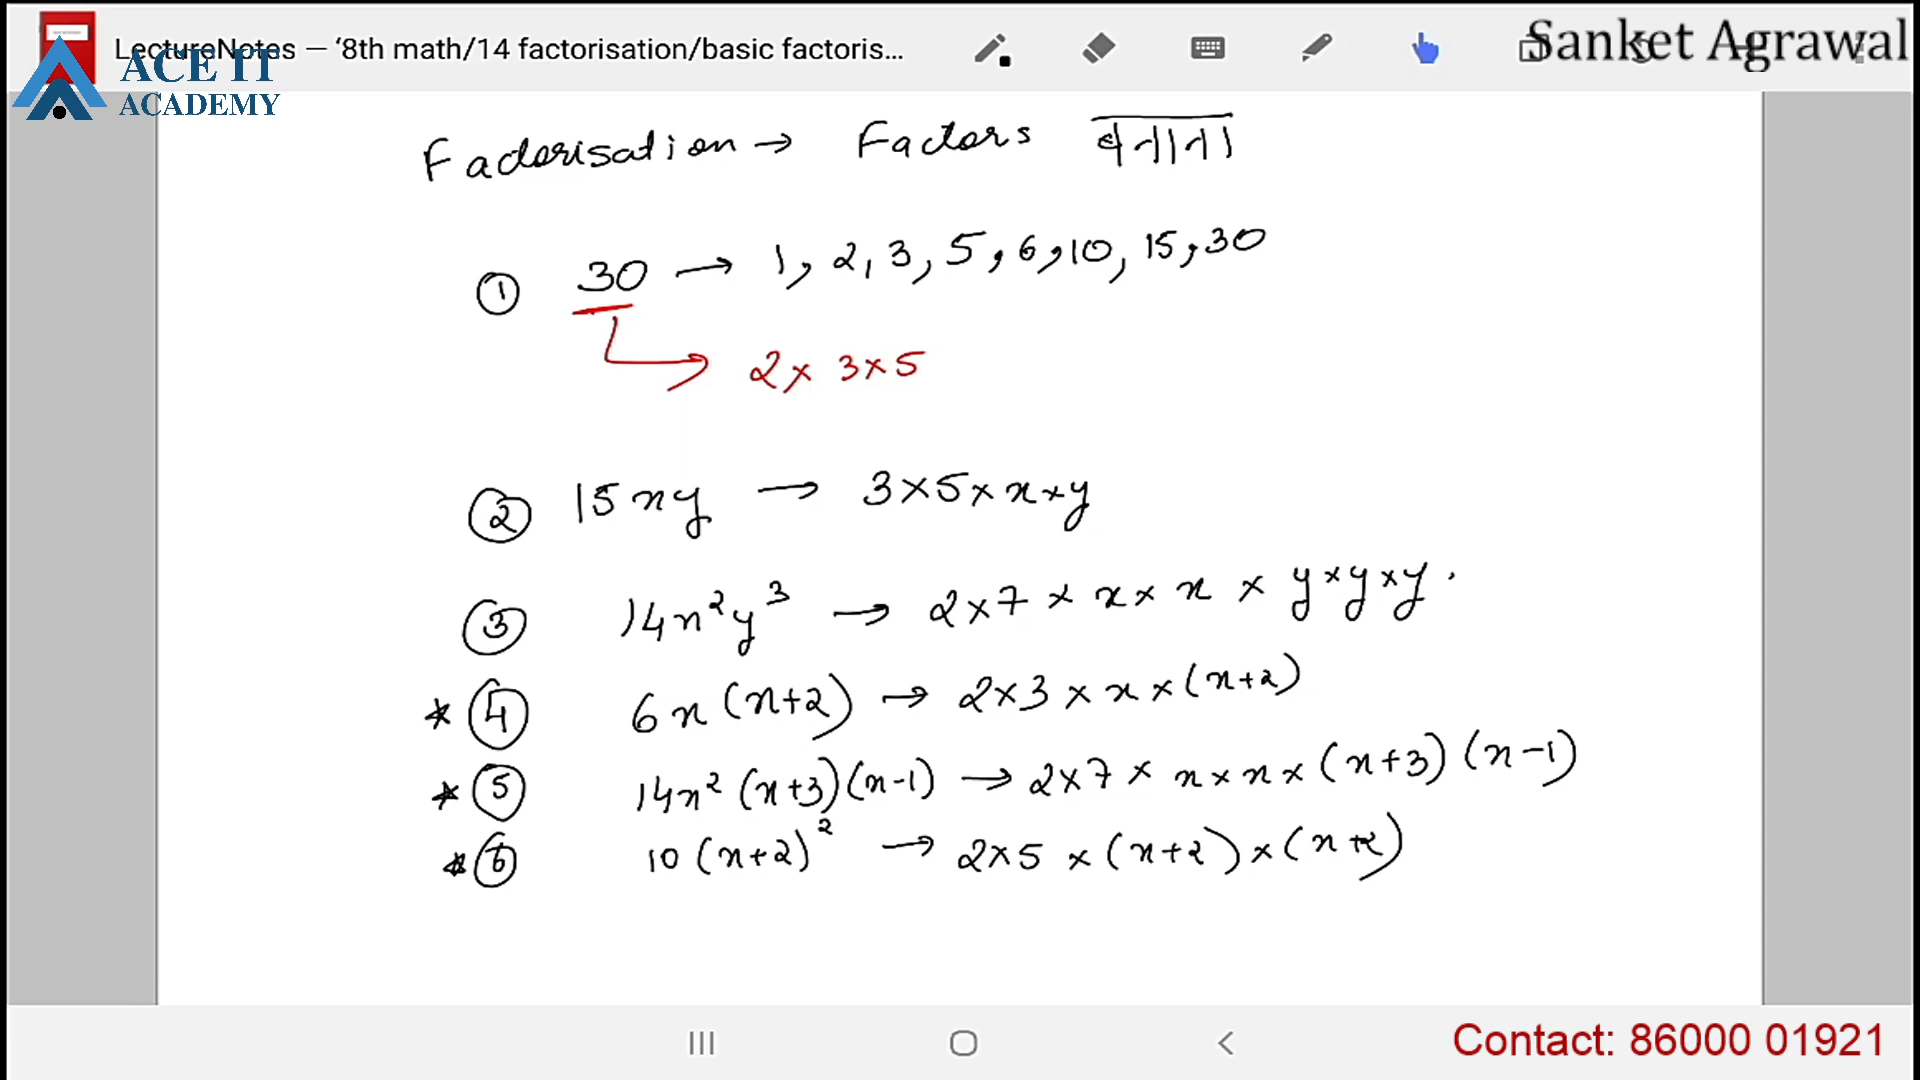 LectureNotes — ‘8th math/14 factorisation/basic factoris...
Sanket Agrawal
ACE IT
ACADEMY
Factorisation → Factors बनाना
① 30 → 1, 2, 3, 5, 6, 10, 15, 30
2 × 3 × 5
② 15xy → 3 × 5 × x × y
③ 14x²y³ → 2 × 7 × x × x × y × y × y .
* ④ 6x (x+2) → 2 × 3 × x × (x+2)
* ⑤ 14x² (x+3)(x-1) → 2 × 7 × x × x × (x+3) (x-1)
* ⑥ 10 (x+2)² → 2 × 5 × (x+2) × (x+2)
Contact: 86000 01921